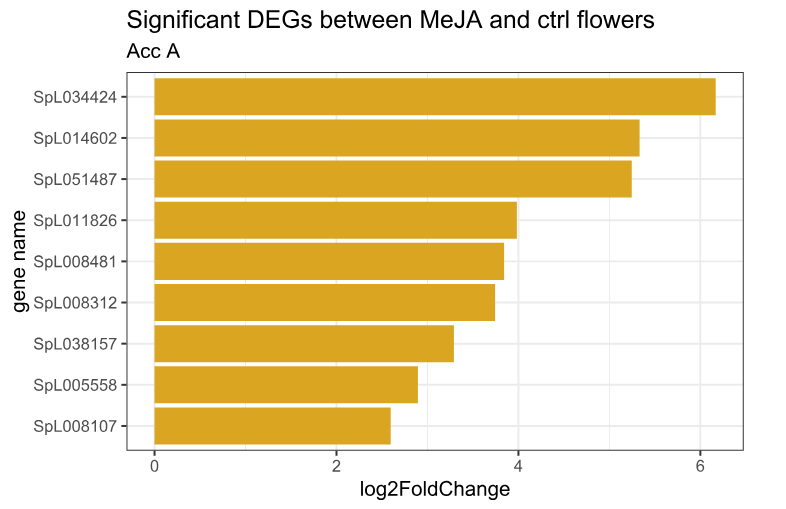 Significant DEGs between MeJA and ctrl flowers
Acc A
gene name
SpL034424
SpL014602
SpL051487
SpL011826
SpL008481
SpL008312
SpL038157
SpL005558
SpL008107
0 2 4 6
log2FoldChange